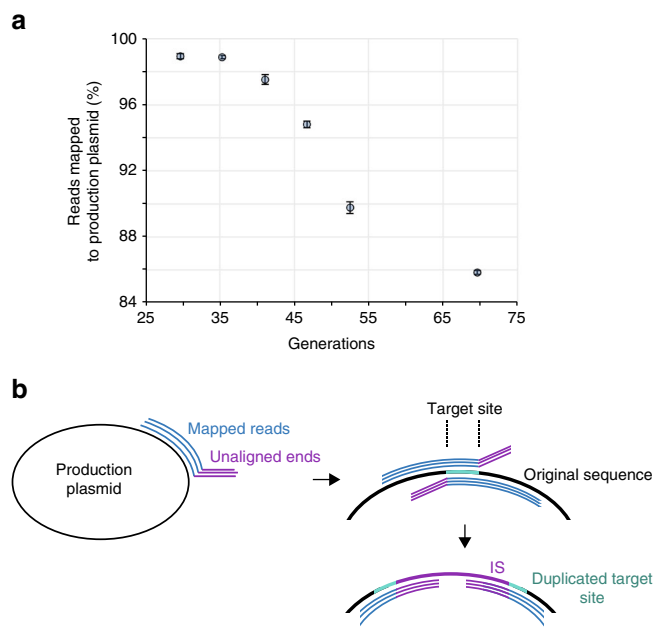 a
Reads mapped
to production plasmid (%)
100
96
92
88
84
25
35
45
55
65
75
Generations
b
Mapped reads
Unaligned ends
Production
plasmid
Target site
Original sequence
IS
Duplicated target
site